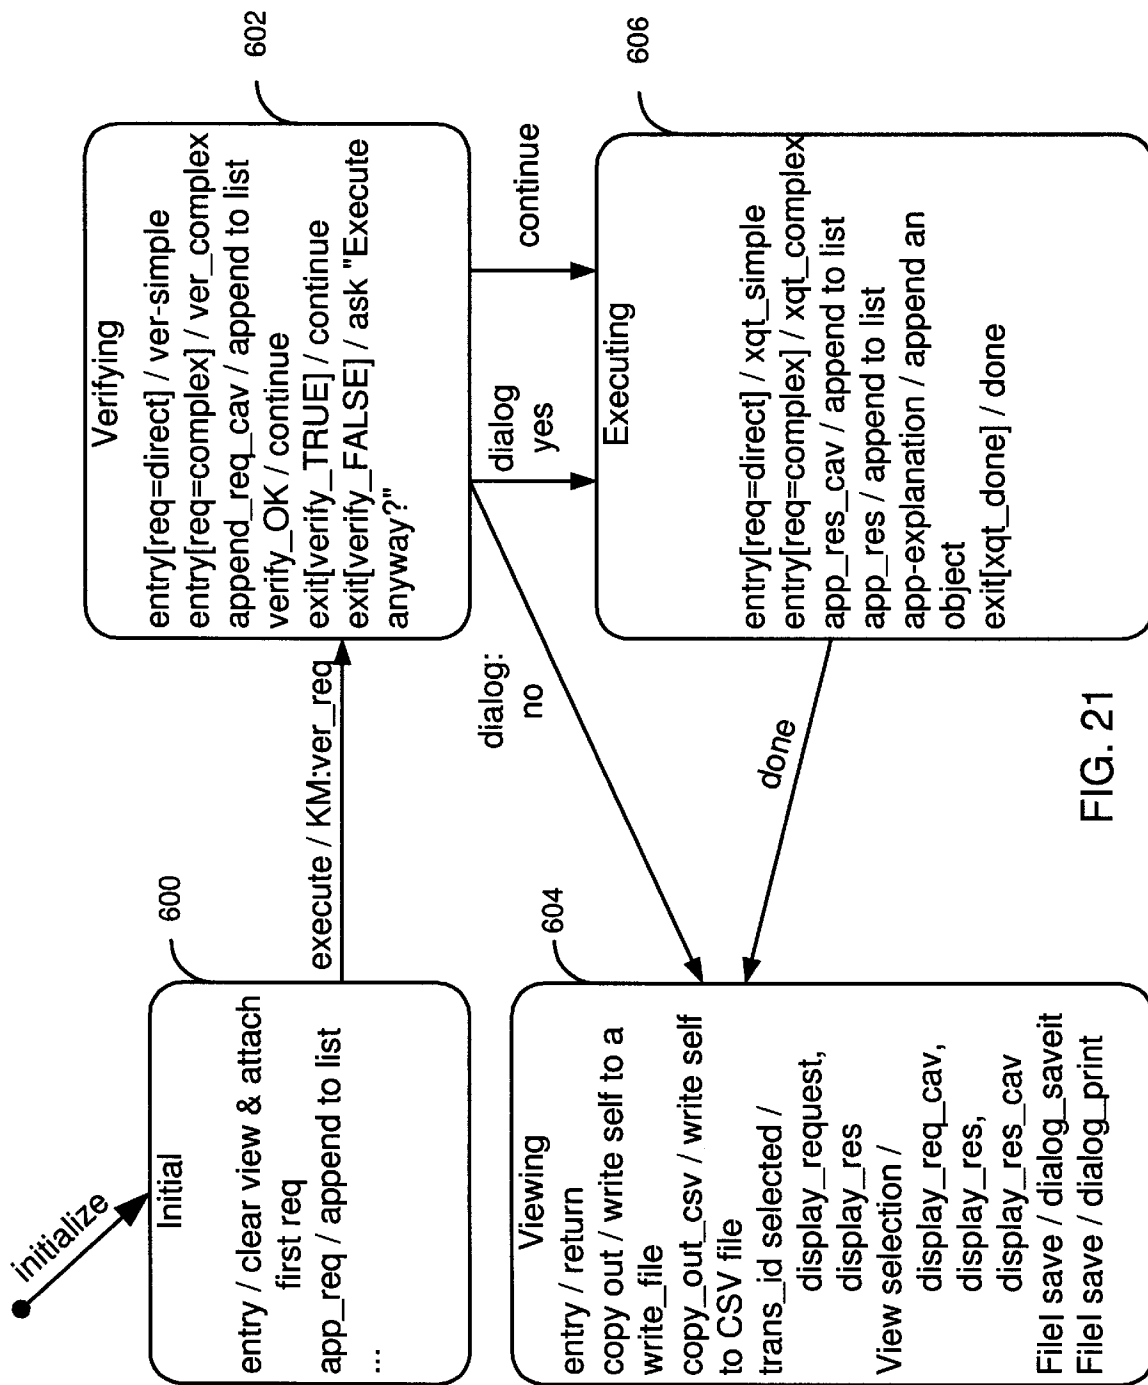 initialize
Initial
entry / clear view & attach
first req
app_req / append to list
...
600
execute / KM:ver_req
Verifying
entry[req=direct] / ver-simple
entry[req=complex] / ver_complex
append_req_cav / append to list
verify_OK / continue
exit[verify_TRUE] / continue
exit[verify_FALSE] / ask "Execute
anyway?"
602
dialog:
no
dialog
yes
continue
Viewing
entry / return
copy out / write self to a
write_file
copy_out_csv / write self
to CSV file
trans_id selected /
display_request,
display_res
View selection /
display_req_cav,
display_res,
display_res_cav
FileI save / dialog_saveit
FileI save / dialog_print
604
done
Executing
entry[req=direct] / xqt_simple
entry[req=complex] / xqt_complex
app_res_cav / append to list
app_res / append to list
app-explanation / append an
object
exit[xqt_done] / done
606
FIG. 21